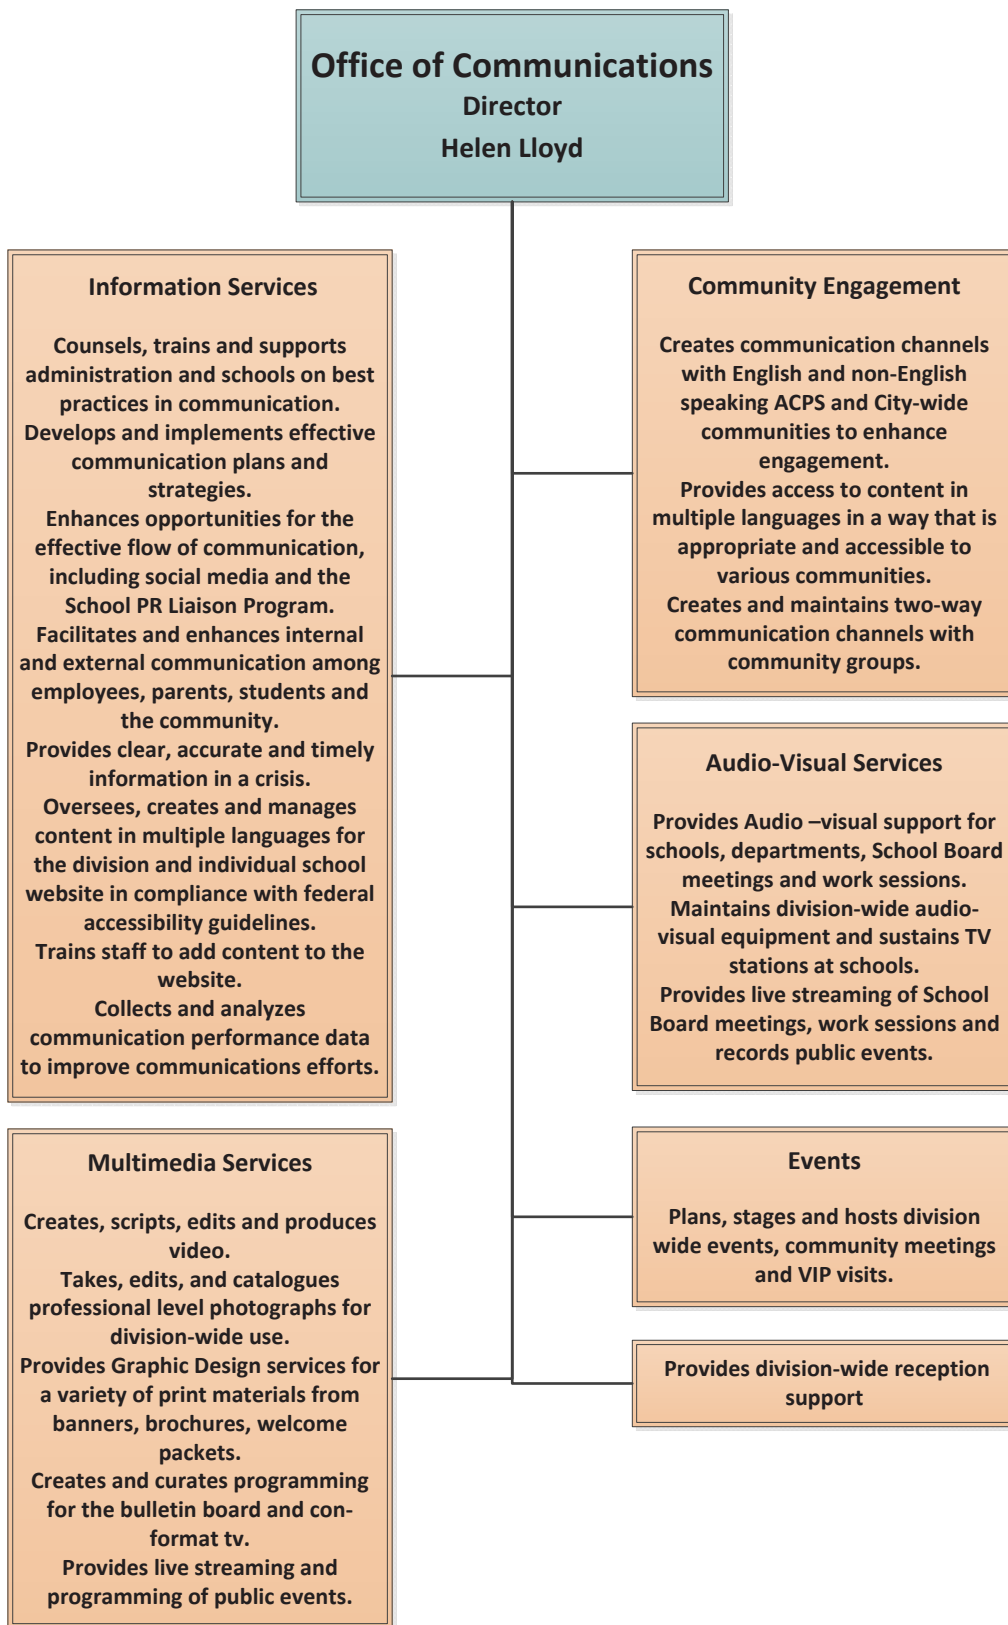 Office of Communications
Director
Helen Lloyd
Information Services
Counsels, trains and supports
administration and schools on best
practices in communication.
Develops and implements effective
communication plans and
strategies.
Enhances opportunities for the
effective flow of communication,
including social media and the
School PR Liaison Program.
Facilitates and enhances internal
and external communication among
employees, parents, students and
the community.
Provides clear, accurate and timely
information in a crisis.
Oversees, creates and manages
content in multiple languages for
the division and individual school
website in compliance with federal
accessibility guidelines.
Trains staff to add content to the
website.
Collects and analyzes
communication performance data
to improve communications efforts.
Multimedia Services
Creates, scripts, edits and produces
video.
Takes, edits, and catalogues
professional level photographs for
division-wide use.
Provides Graphic Design services for
a variety of print materials from
banners, brochures, welcome
packets.
Creates and curates programming
for the bulletin board and con-
format tv.
Provides live streaming and
programming of public events.
Community Engagement
Creates communication channels
with English and non-English
speaking ACPS and City-wide
communities to enhance
engagement.
Provides access to content in
multiple languages in a way that is
appropriate and accessible to
various communities.
Creates and maintains two-way
communication channels with
community groups.
Audio-Visual Services
Provides Audio –visual support for
schools, departments, School Board
meetings and work sessions.
Maintains division-wide audio-
visual equipment and sustains TV
stations at schools.
Provides live streaming of School
Board meetings, work sessions and
records public events.
Events
Plans, stages and hosts division
wide events, community meetings
and VIP visits.
Provides division-wide reception
support